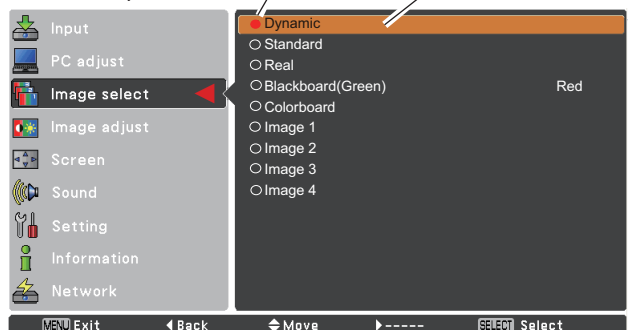 Input
PC adjust
Image select
Image adjust
Screen
Sound
Setting
Information
Network
Dynamic
Standard
Real
Blackboard(Green) Red
Colorboard
Image 1
Image 2
Image 3
Image 4
MENU Exit Back Move ----- SELECT Select